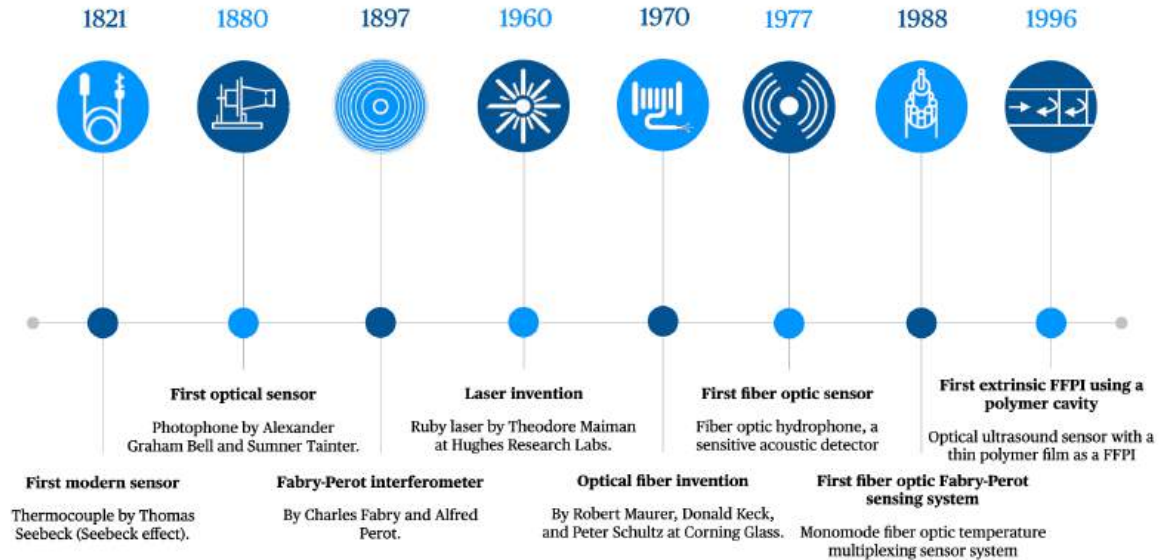 1821 1880 1897 1960 1970 1977 1988 1996
First optical sensor
Photophone by Alexander
Graham Bell and Sumner Tainter.
Laser invention
Ruby laser by Theodore Maiman
at Hughes Research Labs.
First fiber optic sensor
Fiber optic hydrophone, a
sensitive acoustic detector
First extrinsic FFPI using a
polymer cavity
Optical ultrasound sensor with a
thin polymer film as a FFPI
First modern sensor
Thermocouple by Thomas
Seebeck (Seebeck effect).
Fabry-Perot interferometer
By Charles Fabry and Alfred
Perot.
Optical fiber invention
By Robert Maurer, Donald Keck,
and Peter Schultz at Corning Glass.
First fiber optic Fabry-Perot
sensing system
Monomode fiber optic temperature
multiplexing sensor system